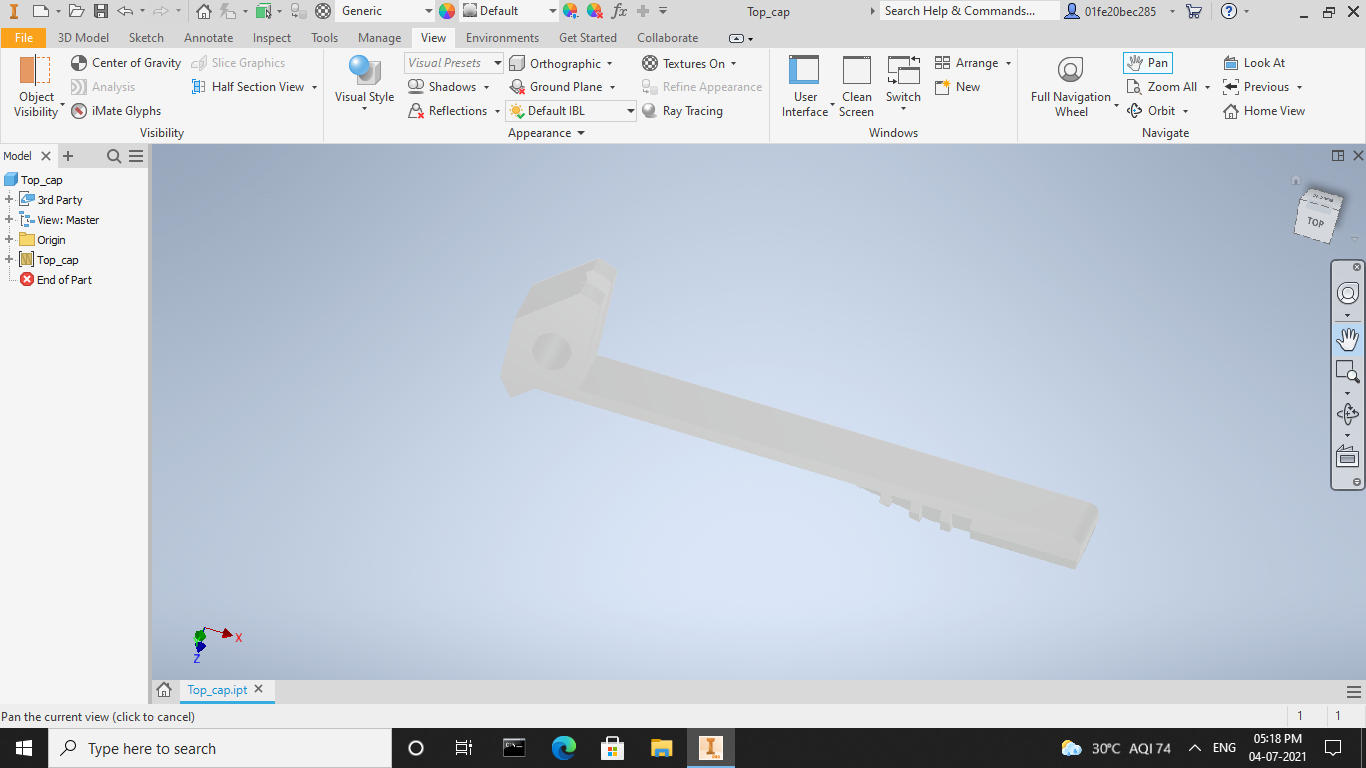 Generic
Default
fx
Top_cap
Search Help & Commands...
01fe20bec285
File
3D Model
Sketch
Annotate
Inspect
Tools
Manage
View
Environments
Get Started
Collaborate
Object
Visibility
Center of Gravity
Analysis
iMate Glyphs
Slice Graphics
Half Section View
Visibility
Visual Style
Visual Presets
Shadows
Reflections
Orthographic
Ground Plane
Default IBL
Textures On
Refine Appearance
Ray Tracing
Appearance
User
Interface
Clean
Screen
Switch
Arrange
New
Windows
Full Navigation
Wheel
Pan
Zoom All
Orbit
Look At
Previous
Home View
Navigate
Model
Top_cap
3rd Party
View: Master
Origin
Top_cap
End of Part
TOP
X
Z
Top_cap.ipt
Pan the current view (click to cancel)
1
1
Type here to search
30°C AQI 74
ENG
05:18 PM
04-07-2021